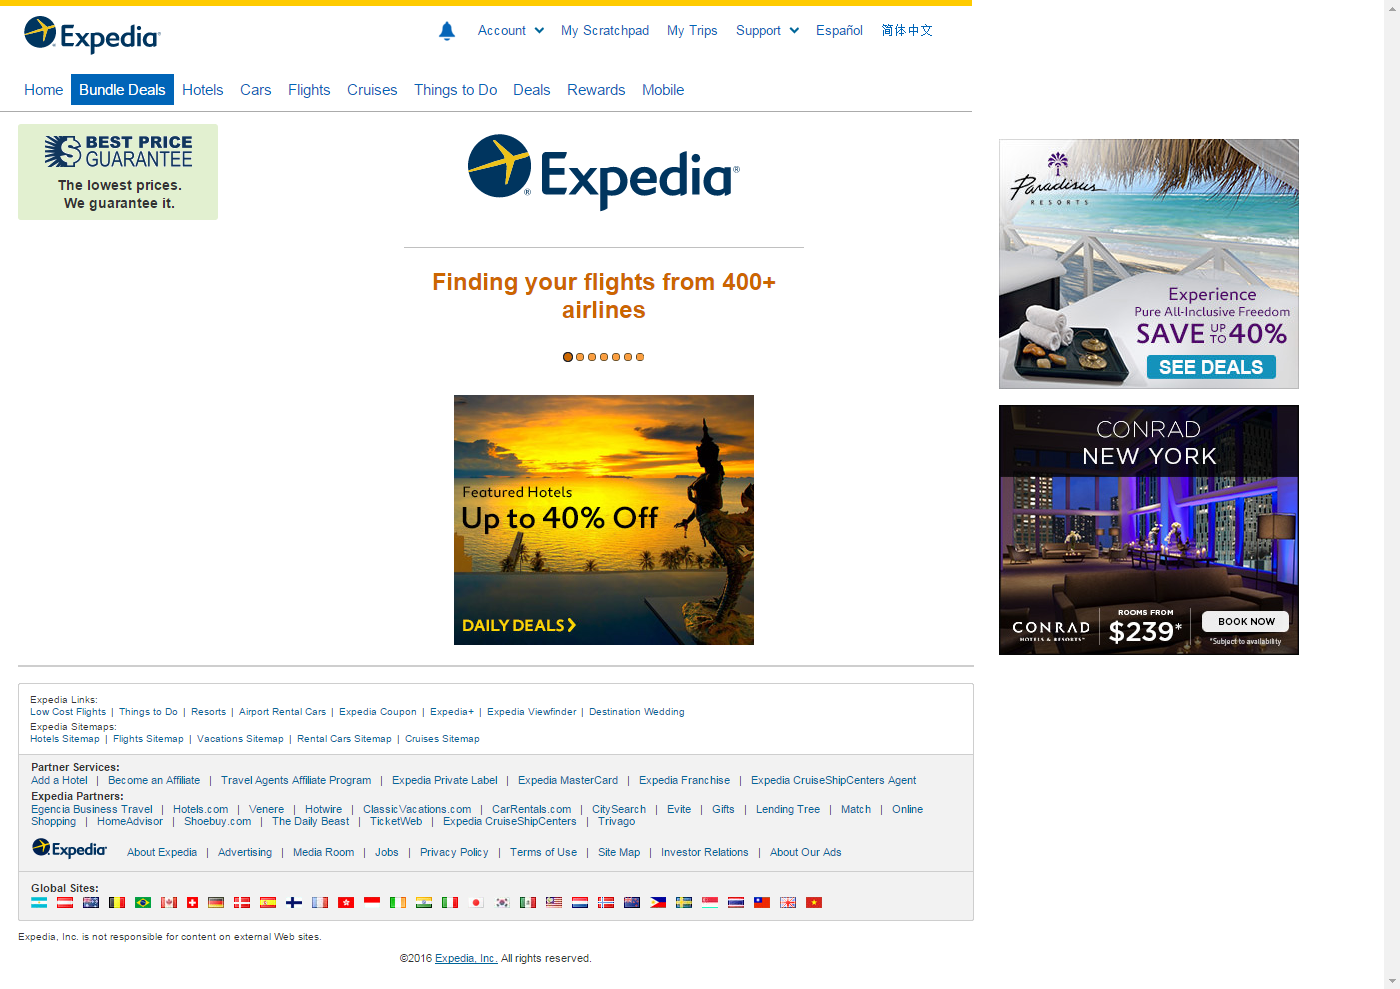 Expedia
Account My Scratchpad My Trips Support Español 简体中文
Home Bundle Deals Hotels Cars Flights Cruises Things to Do Deals Rewards Mobile
BEST PRICE
GUARANTEE
The lowest prices.
We guarantee it.
Expedia®
Finding your flights from 400+
airlines
Featured Hotels
Up to 40% Off
DAILY DEALS
Paradisus
RESORTS
Experience
Pure All-Inclusive Freedom
SAVE UP TO 40%
SEE DEALS
CONRAD
NEW YORK
CONRAD
HOTELS & RESORTS
ROOMS FROM
$239*
BOOK NOW
*Subject to availability
Expedia Links:
Low Cost Flights | Things to Do | Resorts | Airport Rental Cars | Expedia Coupon | Expedia+ | Expedia Viewfinder | Destination Wedding
Expedia Sitemaps:
Hotels Sitemap | Flights Sitemap | Vacations Sitemap | Rental Cars Sitemap | Cruises Sitemap
Partner Services:
Add a Hotel | Become an Affiliate | Travel Agents Affiliate Program | Expedia Private Label | Expedia MasterCard | Expedia Franchise | Expedia CruiseShipCenters Agent
Expedia Partners:
Egencia Business Travel | Hotels.com | Venere | Hotwire | ClassicVacations.com | CarRentals.com | CitySearch | Evite | Gifts | Lending Tree | Match | Online
Shopping | HomeAdvisor | Shoebuy.com | The Daily Beast | TicketWeb | Expedia CruiseShipCenters | Trivago
Expedia About Expedia | Advertising | Media Room | Jobs | Privacy Policy | Terms of Use | Site Map | Investor Relations | About Our Ads
Global Sites:
Expedia, Inc. is not responsible for content on external Web sites.
©2016 Expedia, Inc. All rights reserved.